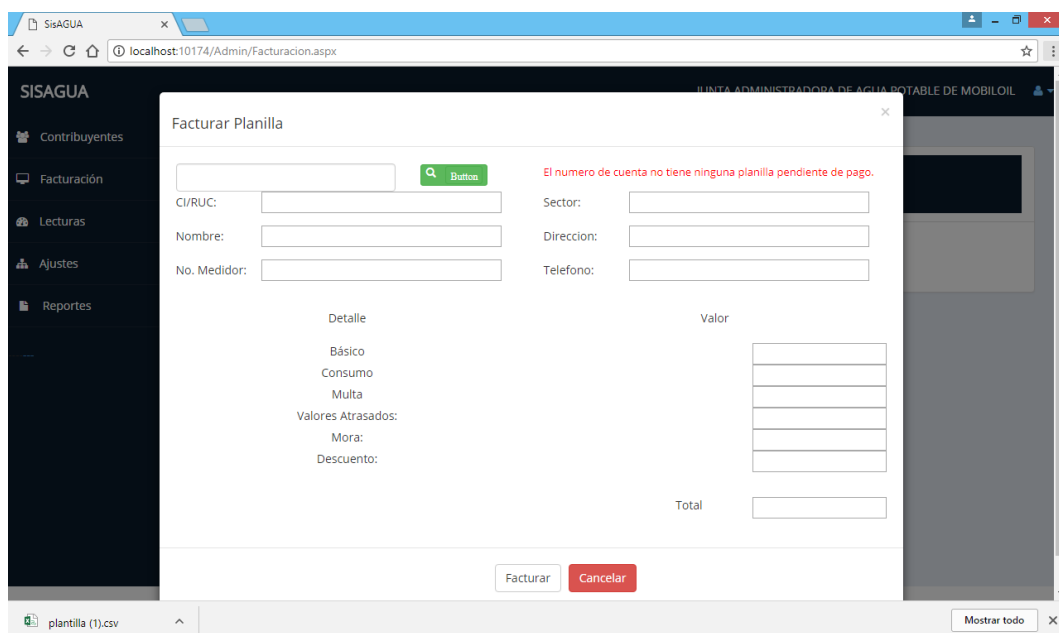 SisAGUA
localhost:10174/Admin/Facturacion.aspx
SISAGUA
JUNTA ADMINISTRADORA DE AGUA POTABLE DE MOBILOIL
Contribuyentes
Facturación
Lecturas
Ajustes
Reportes
Facturar Planilla
Button
El numero de cuenta no tiene ninguna planilla pendiente de pago.
CI/RUC:
Sector:
Nombre:
Direccion:
No. Medidor:
Telefono:
Detalle
Valor
Básico
Consumo
Multa
Valores Atrasados:
Mora:
Descuento:
Total
Facturar
Cancelar
plantilla (1).csv
Mostrar todo